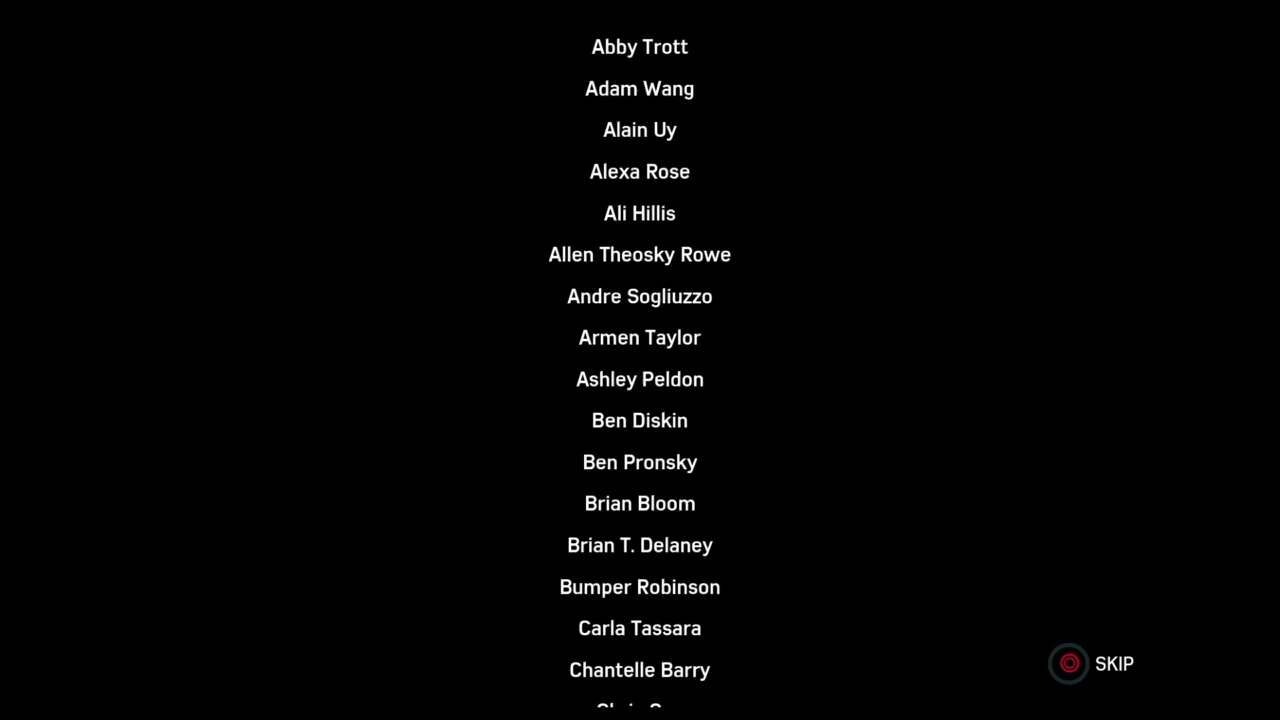 Abby Trott
Adam Wang
Alain Uy
Alexa Rose
Ali Hillis
Allen Theosky Rowe
Andre Sogliuzzo
Armen Taylor
Ashley Peldon
Ben Diskin
Ben Pronsky
Brian Bloom
Brian T. Delaney
Bumper Robinson
Carla Tassara
Chantelle Barry
SKIP